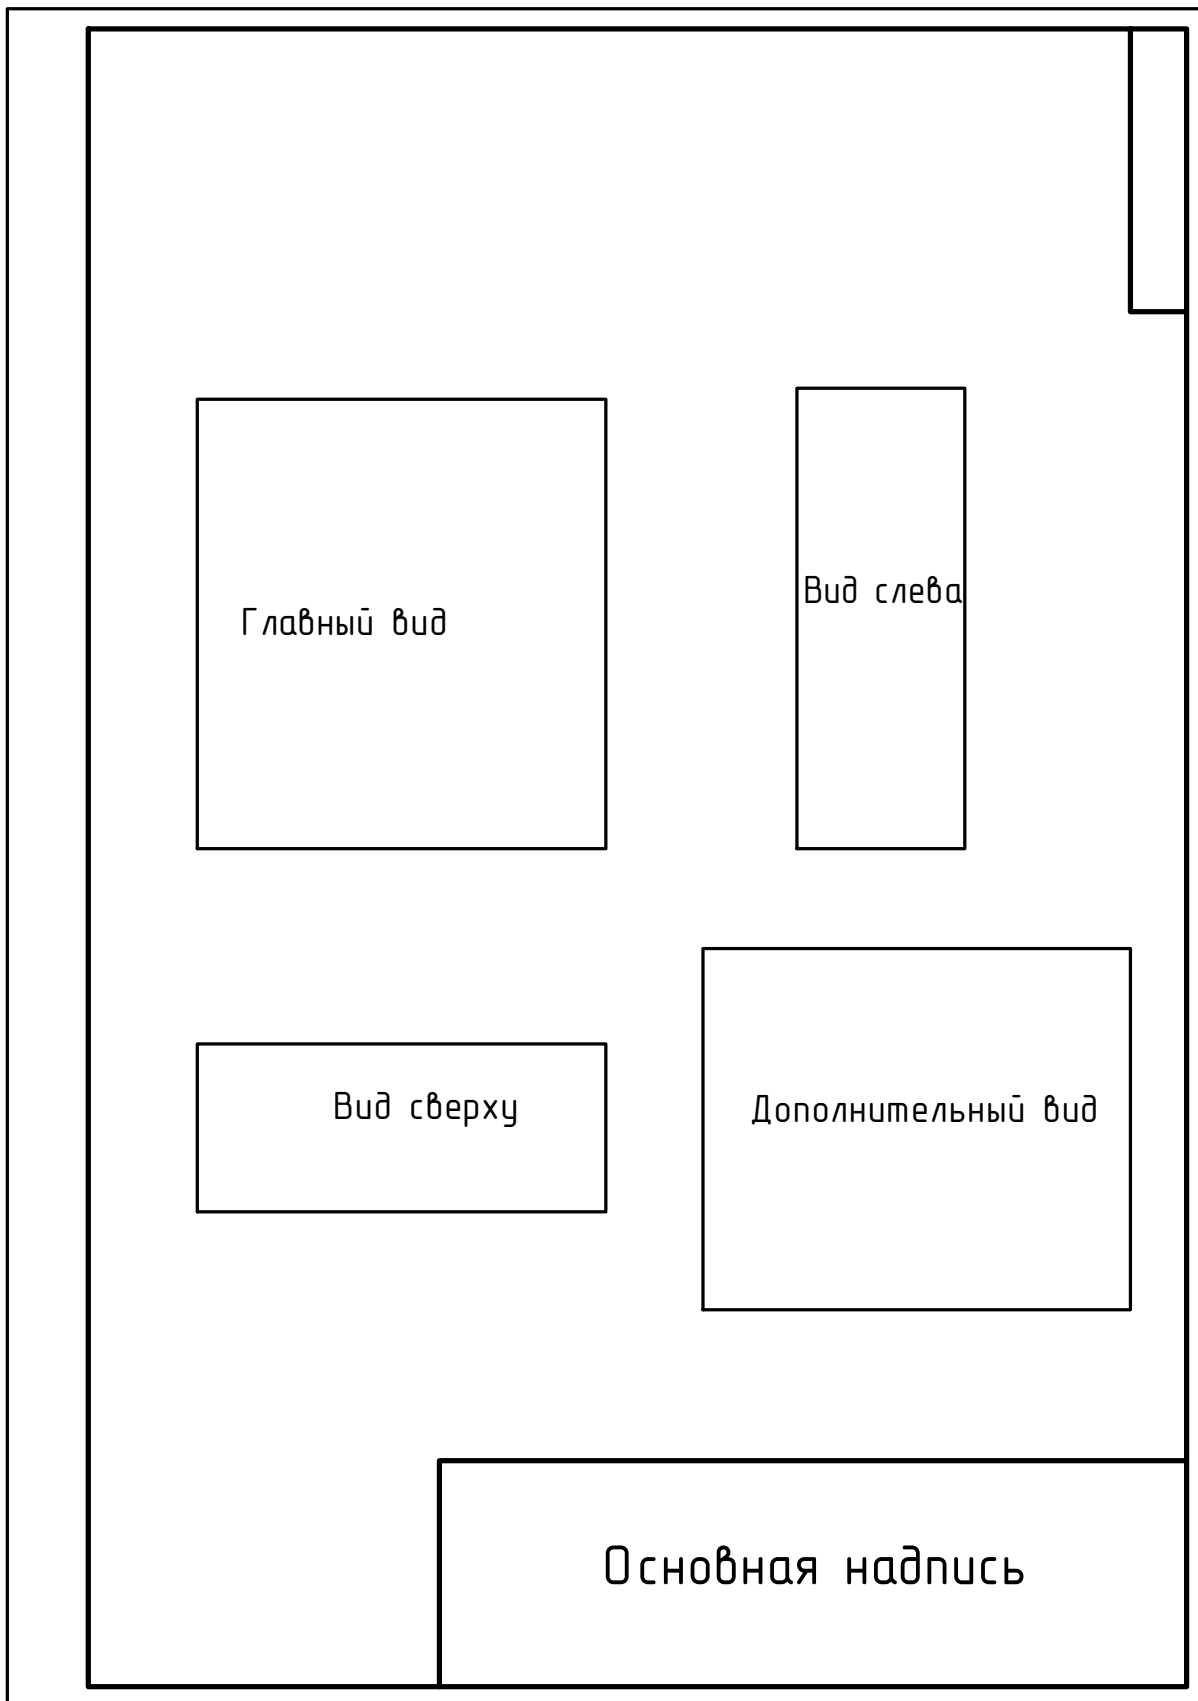 Главный вид
Вид слева
Вид сверху
Дополнительный вид
Основная надпись